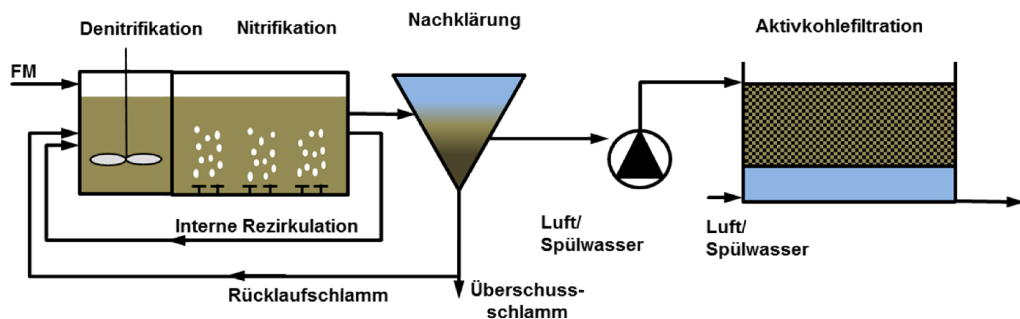 Denitrifikation
Nitrifikation
Nachklärung
Aktivkohlefiltration
FM
Interne Rezirkulation
Rücklaufschlamm
Überschuss-
schlamm
Luft/
Spülwasser
Luft/
Spülwasser